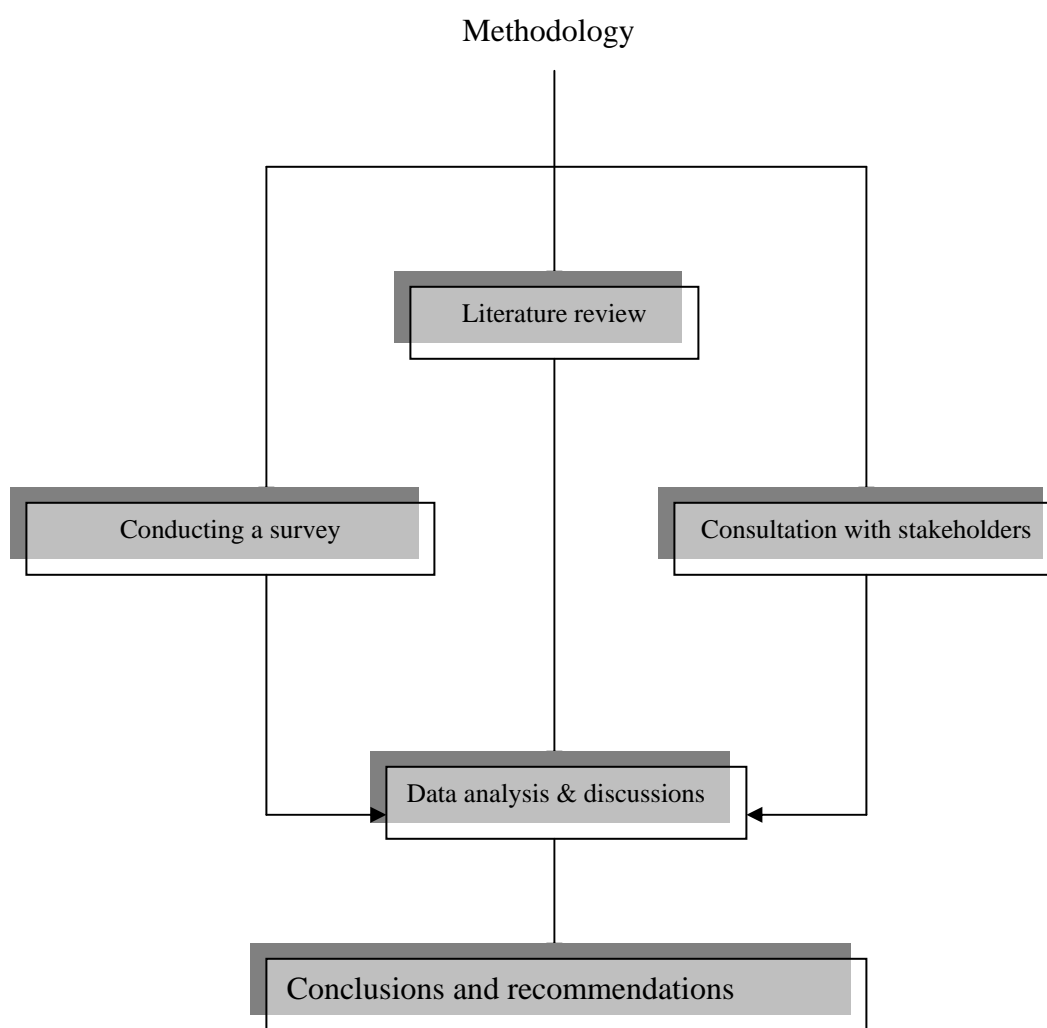 Methodology
Literature review
Conducting a survey
Consultation with stakeholders
Data analysis & discussions
Conclusions and recommendations